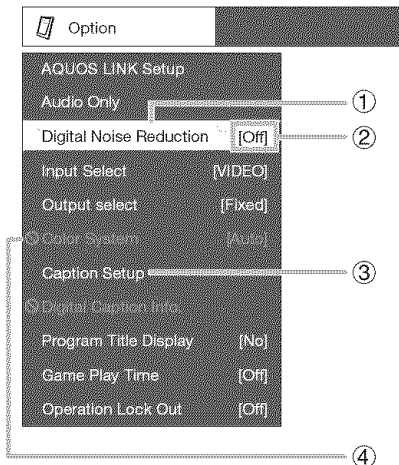 Option
AQUOS LINK Setup
Audio Only
①
Digital Noise Reduction [Off] ②
Input Select [VIDEO]
Output select [Fixed]
Color System [Auto]
Caption Setup ③
Digital Caption Info.
Program Title Display [No]
Game Play Time [Off]
Operation Lock Out [Off]
④